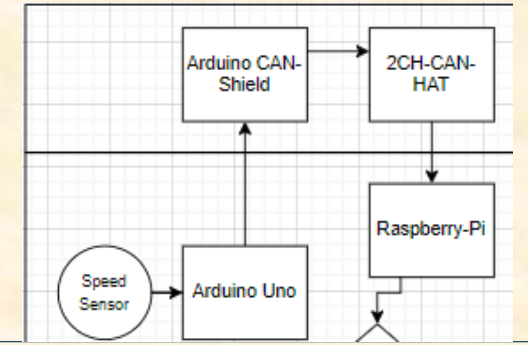 Arduino CAN-
Shield
2CH-CAN-
HAT
Raspberry-Pi
Speed
Sensor
Arduino Uno